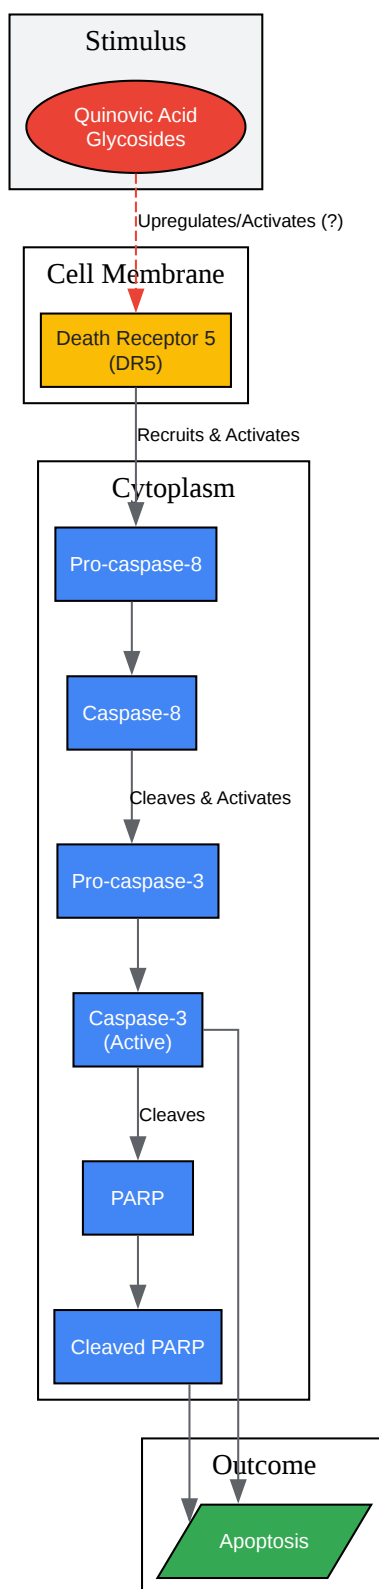 Stimulus
Quinovic Acid
Glycosides
Upregulates/Activates (?)
Cell Membrane
Death Receptor 5
(DR5)
Recruits & Activates
Cytoplasm
Pro-caspase-8
Caspase-8
Cleaves & Activates
Pro-caspase-3
Caspase-3
(Active)
Cleaves
PARP
Cleaved PARP
Outcome
Apoptosis